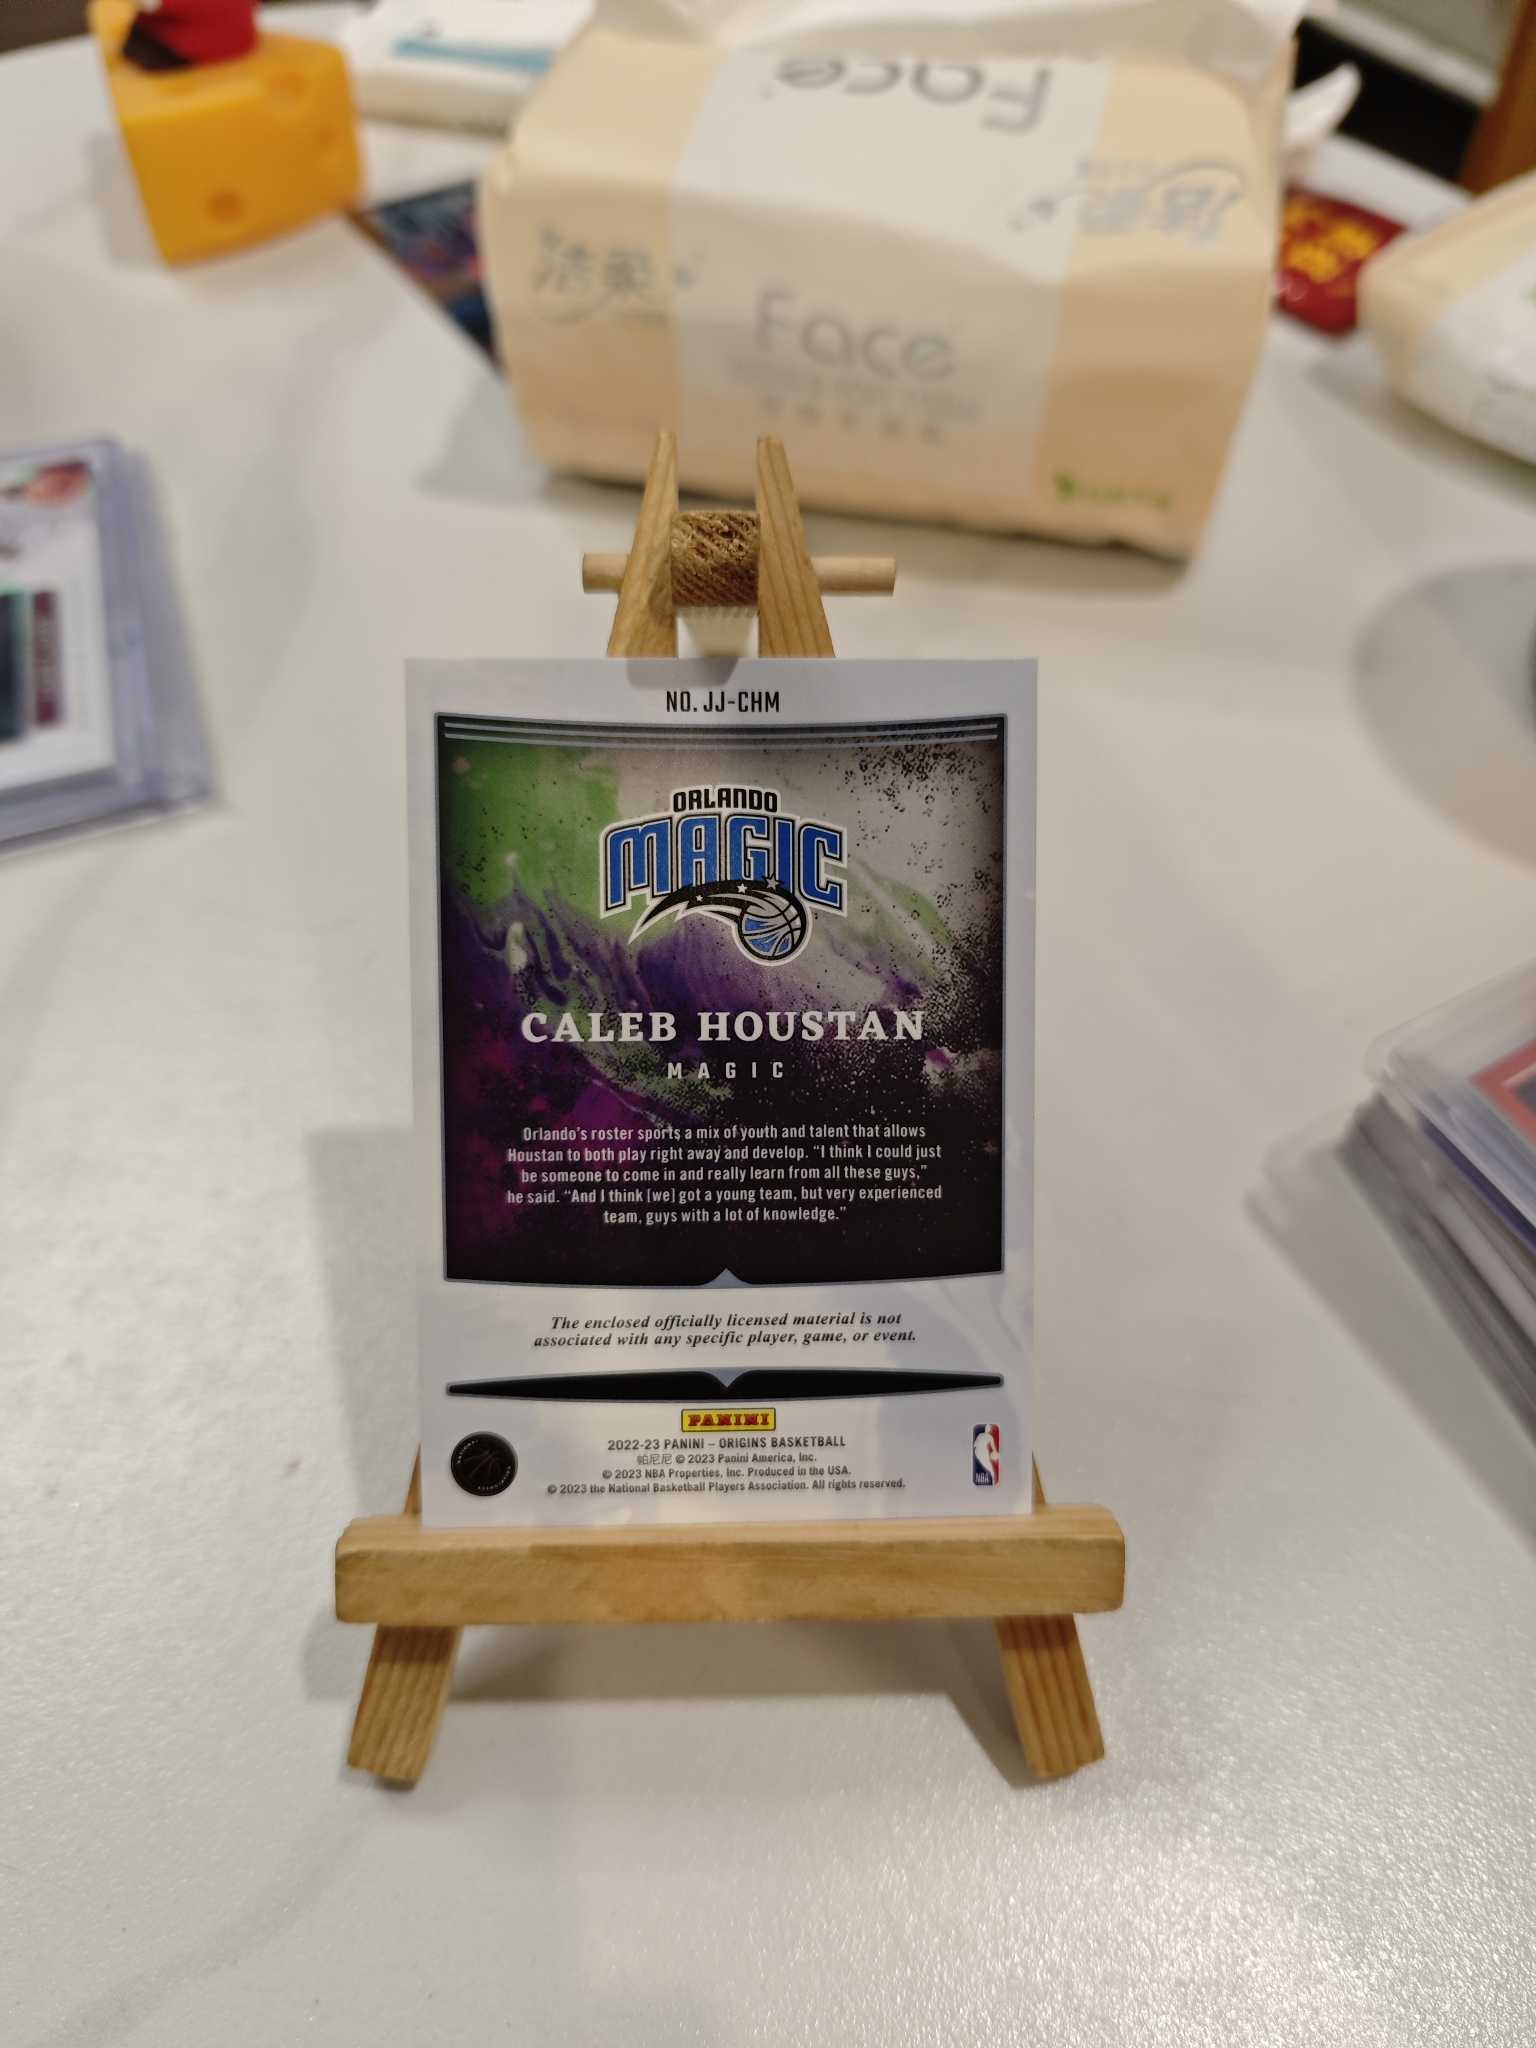 Face
Face
洁柔
NO. JJ-CHM
ORLANDO
MAGIC
CALEB HOUSTAN
MAGIC
Orlando's roster sports a mix of youth and talent that allows
Houstan to both play right away and develop. “I think I could just
be someone to come in and really learn from all these guys,”
he said. “And I think [we] got a young team, but very experienced
team, guys with a lot of knowledge.”
The enclosed officially licensed material is not
associated with any specific player, game, or event.
PANINI
2022-23 PANINI – ORIGINS BASKETBALL
帕尼尼 © 2023 Panini America, Inc.
© 2023 NBA Properties, Inc. Produced in the USA.
© 2023 the National Basketball Players Association. All rights reserved.
NBA